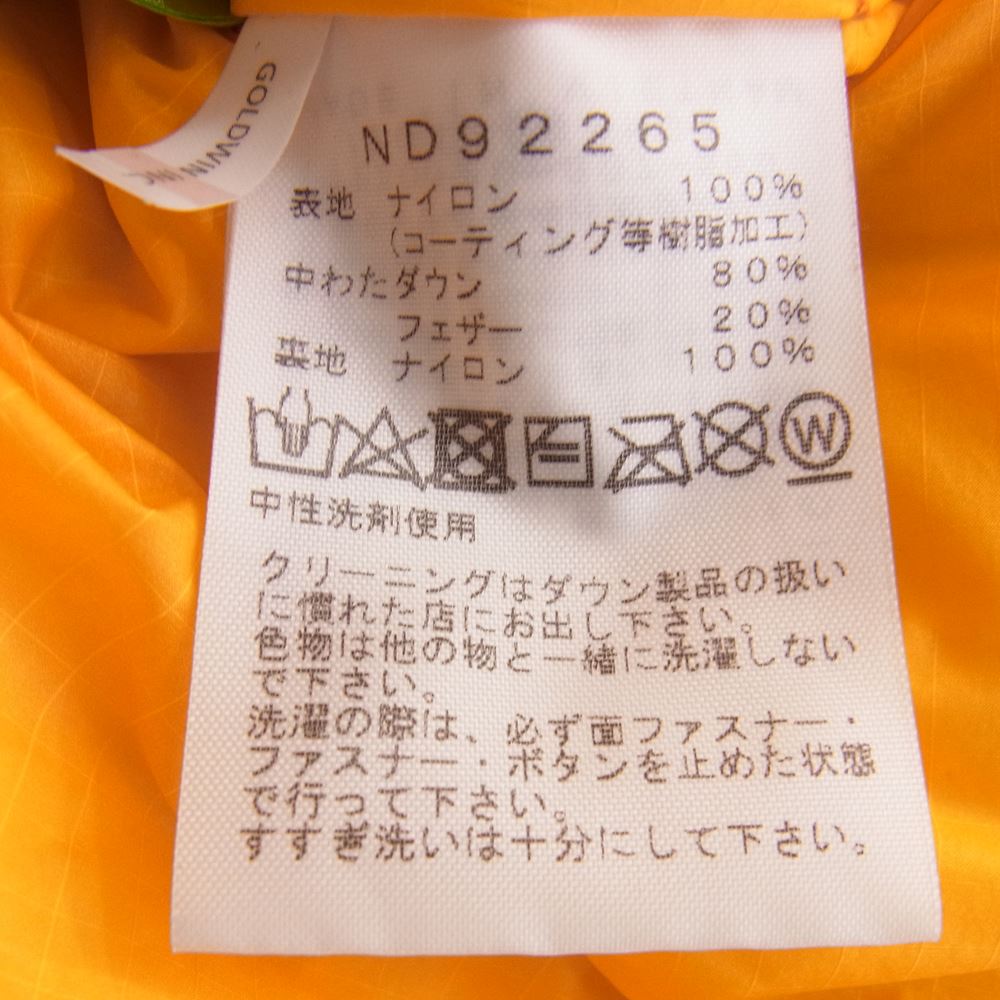 GOLDWIN INC
ND92265
表地 ナイロン 100%
(コーティング等樹脂加工)
中わたダウン 80%
フェザー 20%
裏地 ナイロン 100%
W
中性洗剤使用
クリーニングはダウン製品の扱い
に慣れた店にお出し下さい。
色物は他の物と一緒に洗濯しない
で下さい。
洗濯の際は、必ず面ファスナー・
ファスナー・ボタンを止めた状態
で行って下さい。
すすぎ洗いは十分にして下さい。